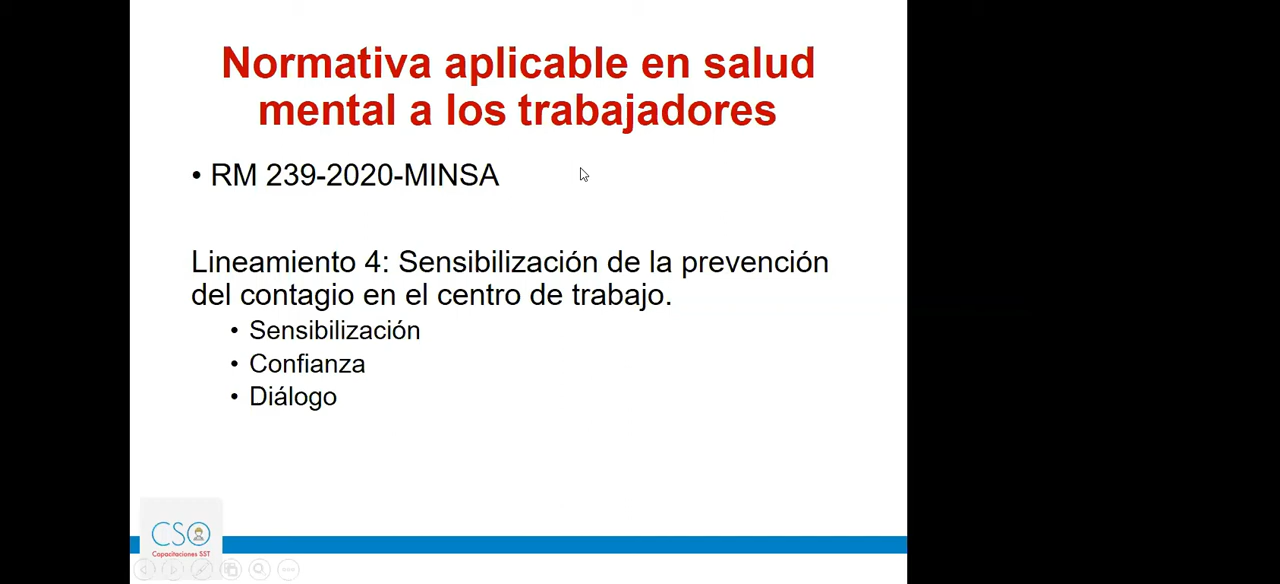 Normativa aplicable en salud
mental a los trabajadores
• RM 239-2020-MINSA
Lineamiento 4: Sensibilización de la prevención
del contagio en el centro de trabajo.
• Sensibilización
• Confianza
• Diálogo
CSO
Capacitaciones SST